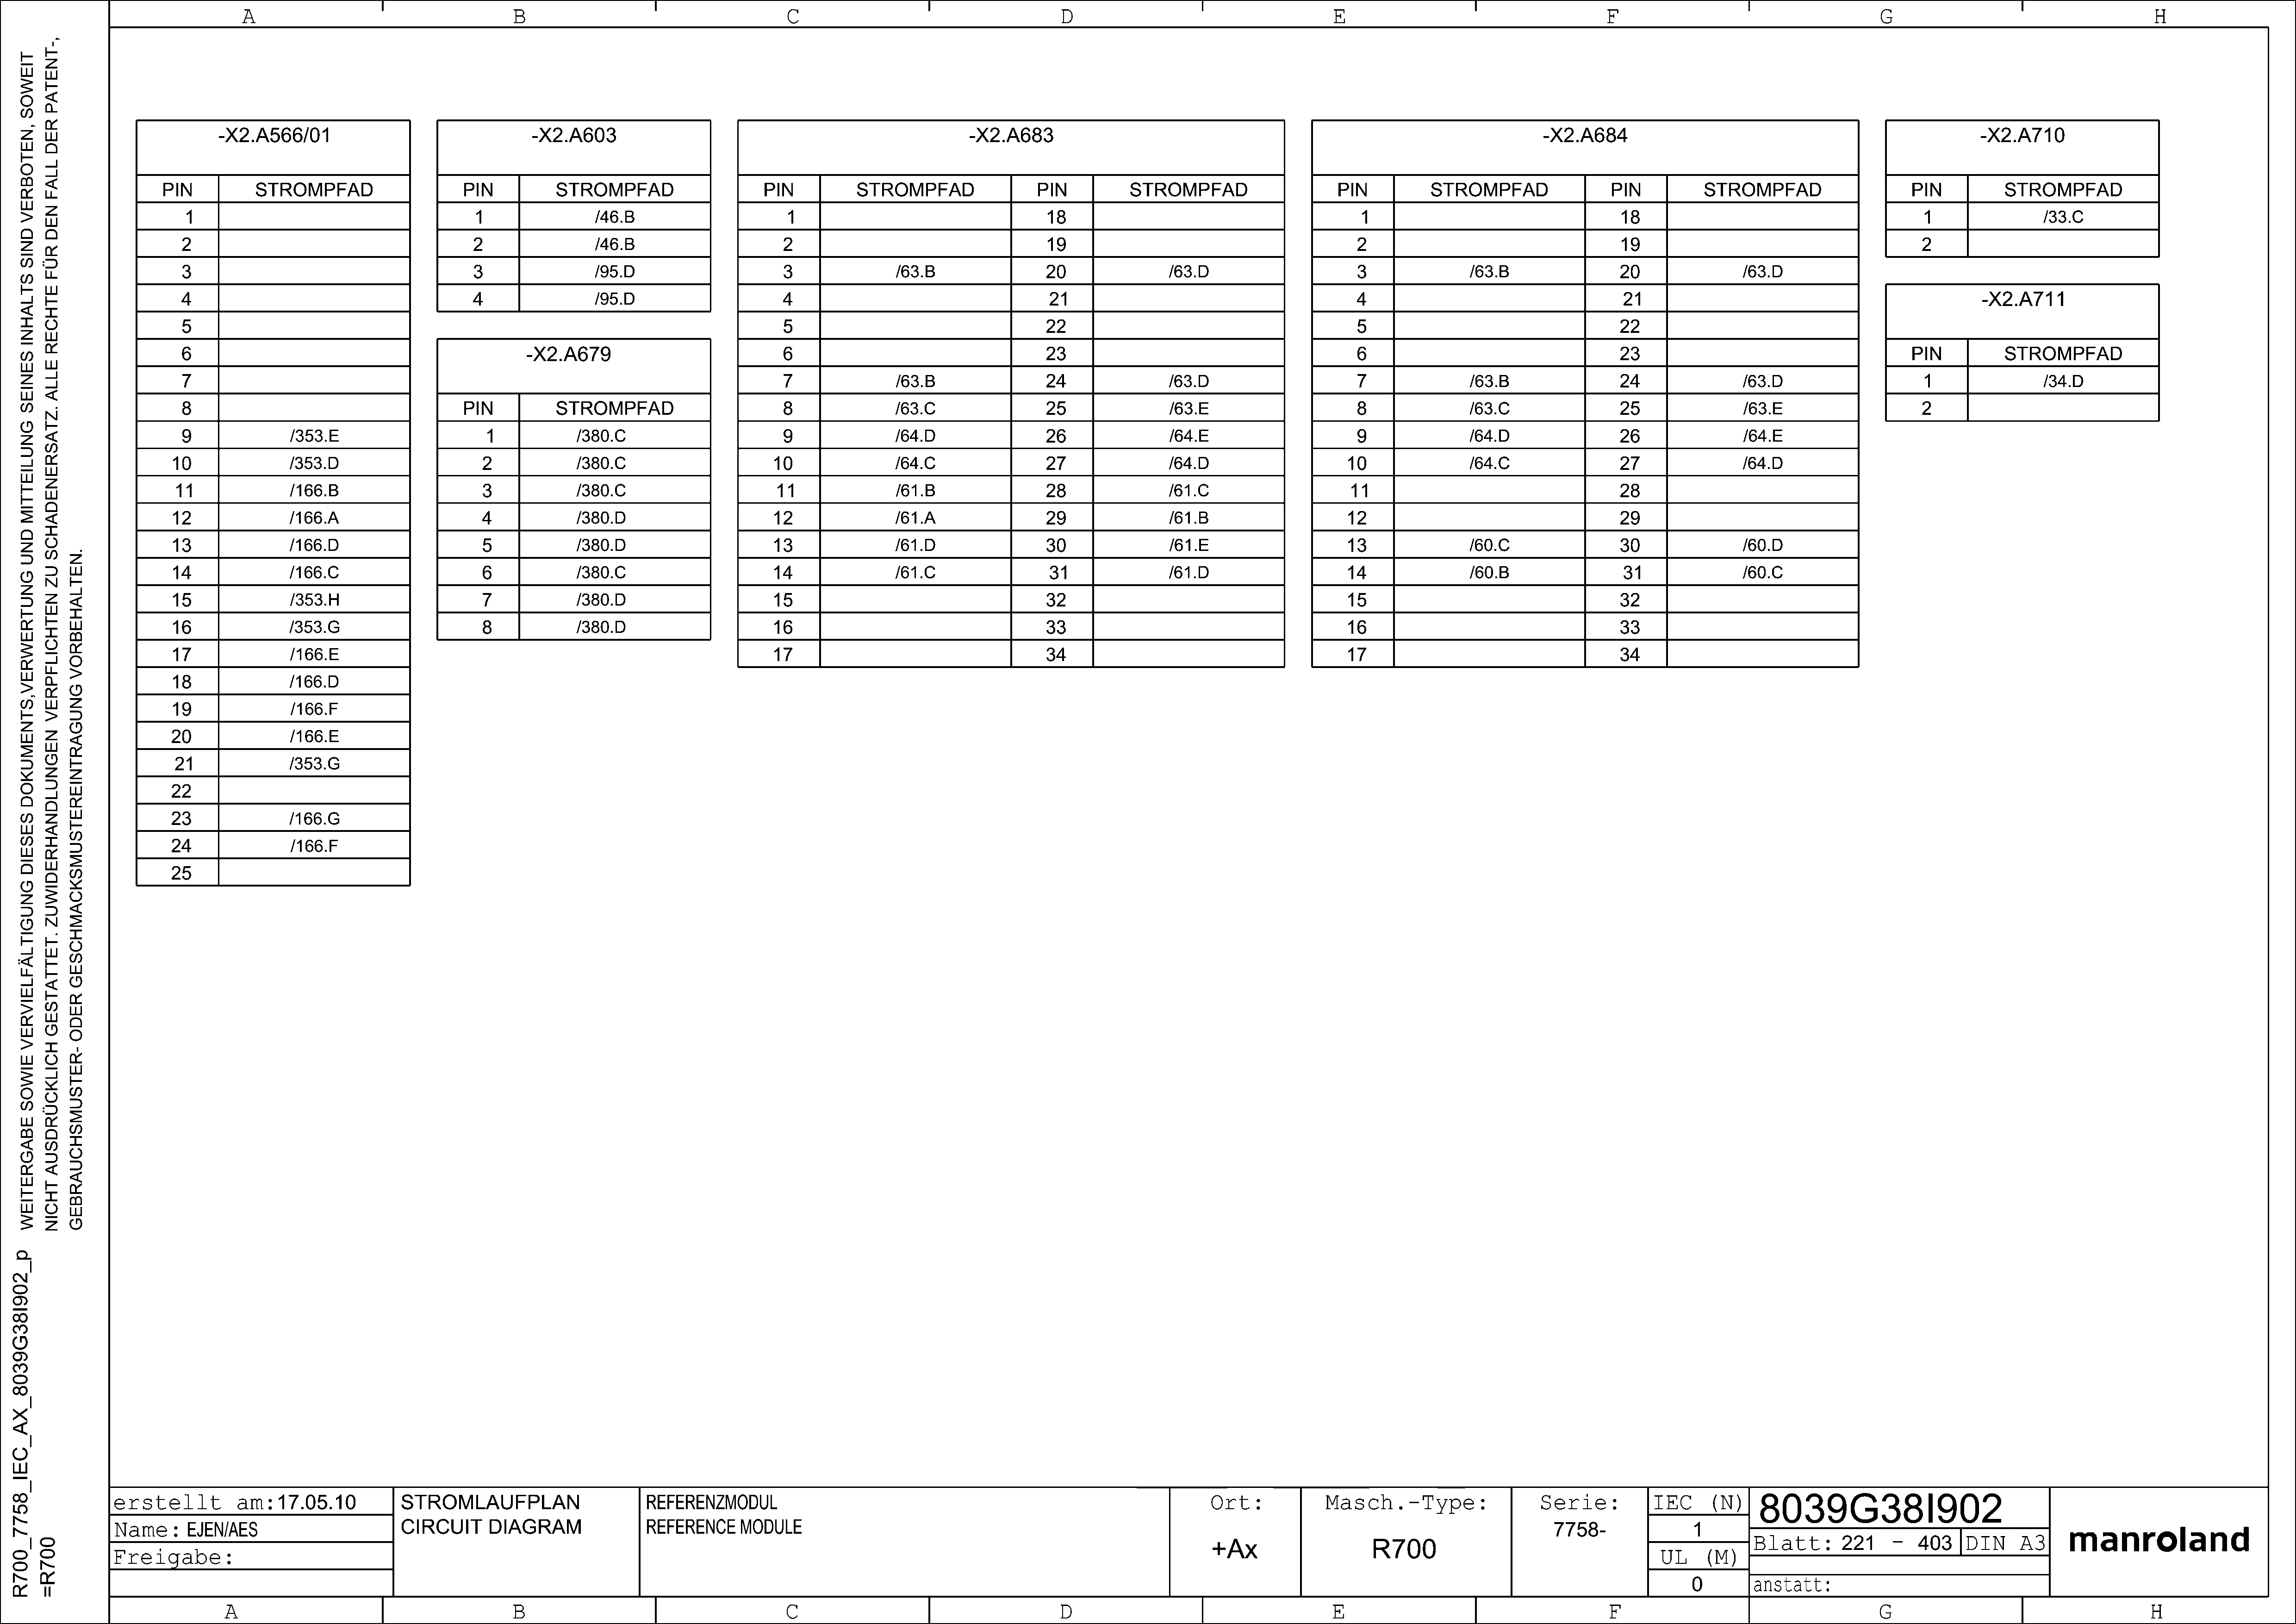 A B C D E F G H
WEITERGABE SOWIE VERVIELFÄLTIGUNG DIESES DOKUMENTS,VERWERTUNG UND MITTEILUNG SEINES INHALTS SIND VERBOTEN, SOWEIT
NICHT AUSDRÜCKLICH GESTATTET. ZUWIDERHANDLUNGEN VERPFLICHTEN ZU SCHADENERSATZ. ALLE RECHTE FÜR DEN FALL DER PATENT-,
GEBRAUCHSMUSTER- ODER GESCHMACKSMUSTEREINTRAGUNG VORBEHALTEN.
R700_7758_IEC_AX_8039G38I902_p
=R700
-X2.A566/01
PIN STROMPFAD
1
2
3
4
5
6
7
8
9 /353.E
10 /353.D
11 /166.B
12 /166.A
13 /166.D
14 /166.C
15 /353.H
16 /353.G
17 /166.E
18 /166.D
19 /166.F
20 /166.E
21 /353.G
22
23 /166.G
24 /166.F
25
-X2.A603
PIN STROMPFAD
1 /46.B
2 /46.B
3 /95.D
4 /95.D
-X2.A679
PIN STROMPFAD
1 /380.C
2 /380.C
3 /380.C
4 /380.D
5 /380.D
6 /380.C
7 /380.D
8 /380.D
-X2.A683
PIN STROMPFAD PIN STROMPFAD
1 18
2 19
3 /63.B 20 /63.D
4 21
5 22
6 23
7 /63.B 24 /63.D
8 /63.C 25 /63.E
9 /64.D 26 /64.E
10 /64.C 27 /64.D
11 /61.B 28 /61.C
12 /61.A 29 /61.B
13 /61.D 30 /61.E
14 /61.C 31 /61.D
15 32
16 33
17 34
-X2.A684
PIN STROMPFAD PIN STROMPFAD
1 18
2 19
3 /63.B 20 /63.D
4 21
5 22
6 23
7 /63.B 24 /63.D
8 /63.C 25 /63.E
9 /64.D 26 /64.E
10 /64.C 27 /64.D
11 28
12 29
13 /60.C 30 /60.D
14 /60.B 31 /60.C
15 32
16 33
17 34
-X2.A710
PIN STROMPFAD
1 /33.C
2
-X2.A711
PIN STROMPFAD
1 /34.D
2
erstellt am:17.05.10
Name: EJEN/AES
Freigabe:
STROMLAUFPLAN
CIRCUIT DIAGRAM
REFERENZMODUL
REFERENCE MODULE
Ort:
+Ax
Masch.-Type:
R700
Serie:
7758-
IEC (N)
1
UL (M)
0
8039G38I902
Blatt: 221 - 403 DIN A3
anstatt:
manroland
A B C D E F G H